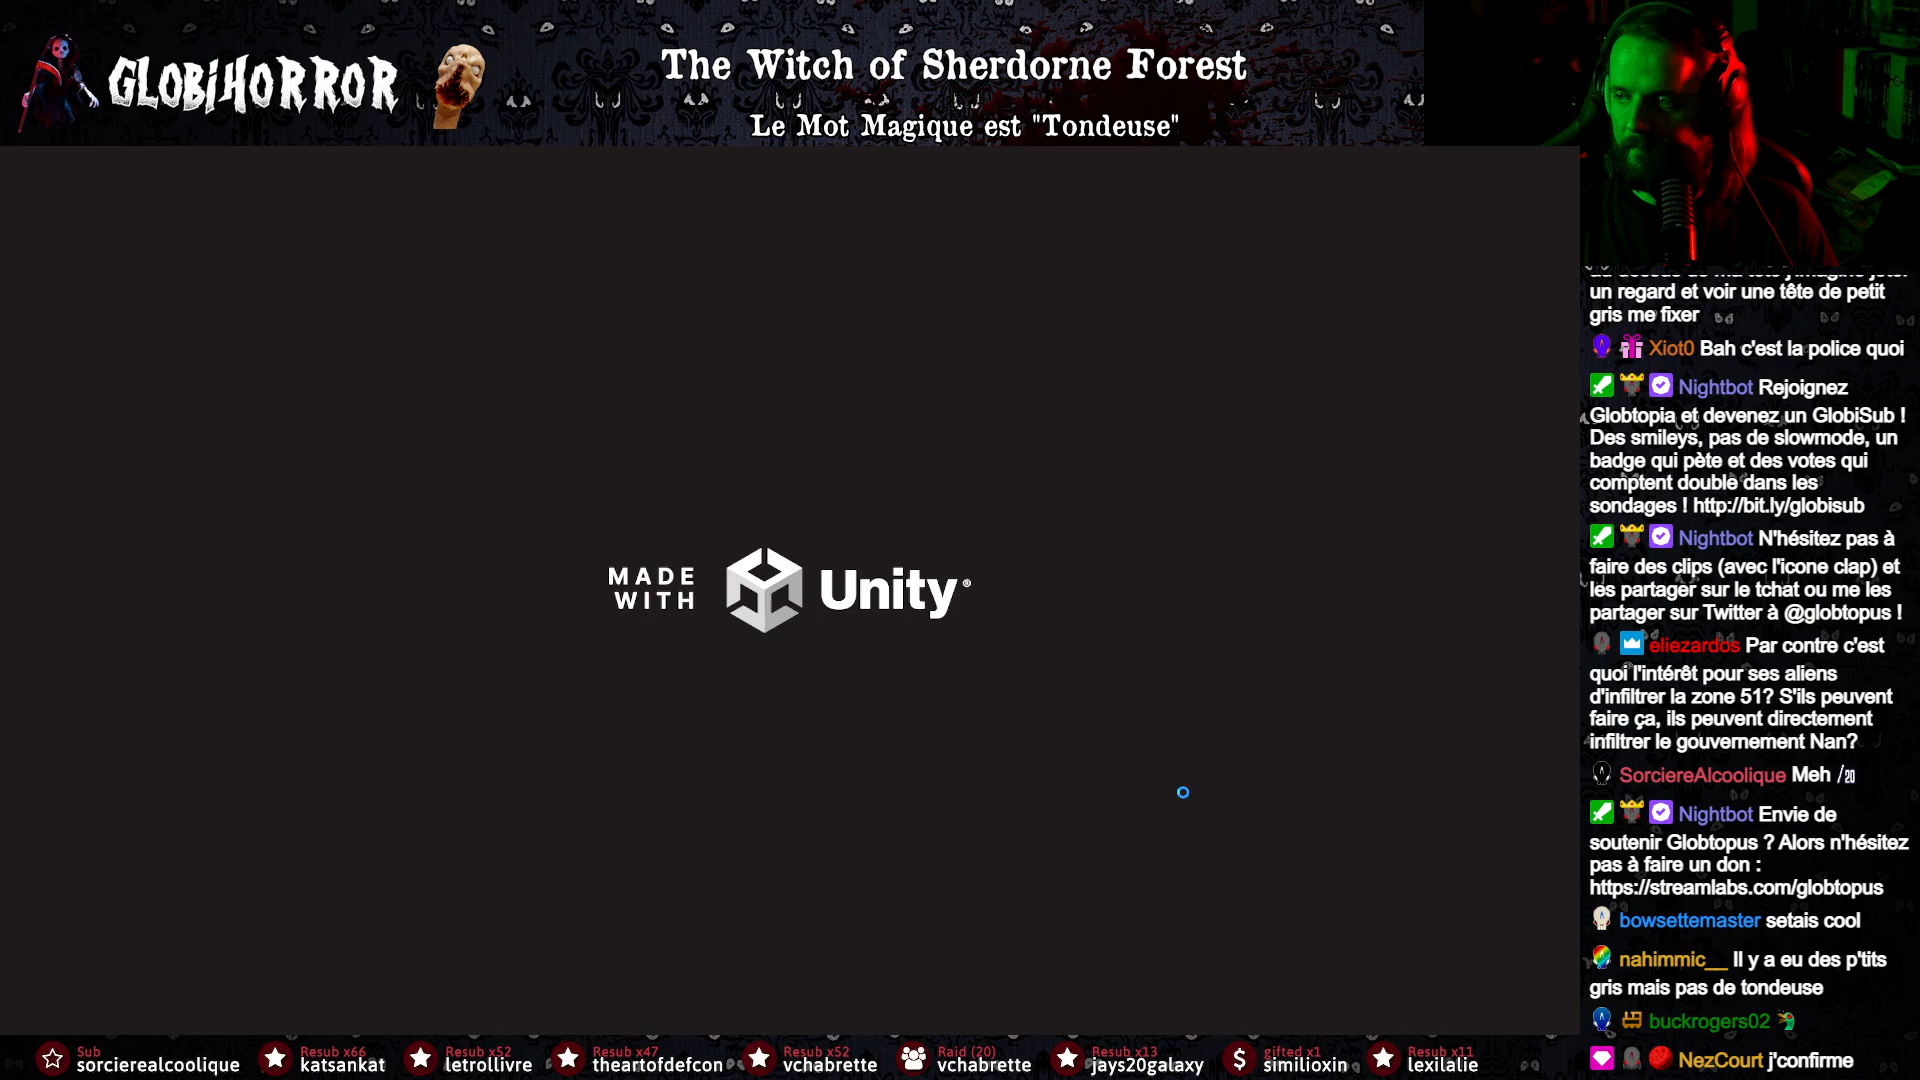 GLOBIHORROR
The Witch of Sherdorne Forest
Le Mot Magique est "Tondeuse"
MADE
WITH
Unity®
un regard et voir une tête de petit
gris me fixer
Xiot0 Bah c'est la police quoi
Nightbot Rejoignez
Globtopia et devenez un GlobiSub !
Des smileys, pas de slowmode, un
badge qui pète et des votes qui
comptent double dans les
sondages ! http://bit.ly/globisub
Nightbot N'hésitez pas à
faire des clips (avec l'icone clap) et
les partager sur le tchat ou me les
partager sur Twitter à @globtopus !
eliezardos Par contre c'est
quoi l'intérêt pour ses aliens
d'infiltrer la zone 51? S'ils peuvent
faire ça, ils peuvent directement
infiltrer le gouvernement Nan?
SorciereAlcoolique Meh /20
Nightbot Envie de
soutenir Globtopus ? Alors n'hésitez
pas à faire un don :
https://streamlabs.com/globtopus
bowsettemaster setais cool
nahimmic__ Il y a eu des p'tits
gris mais pas de tondeuse
buckrogers02
NezCourt j'confirme
Sub
sorcierealcoolique
Resub x66
katsankat
Resub x52
letrollivre
Resub x47
theartofdefcon
Resub x52
vchabrette
Raid (20)
vchabrette
Resub x13
jays20galaxy
gifted x1
similioxin
Resub x11
lexilalie